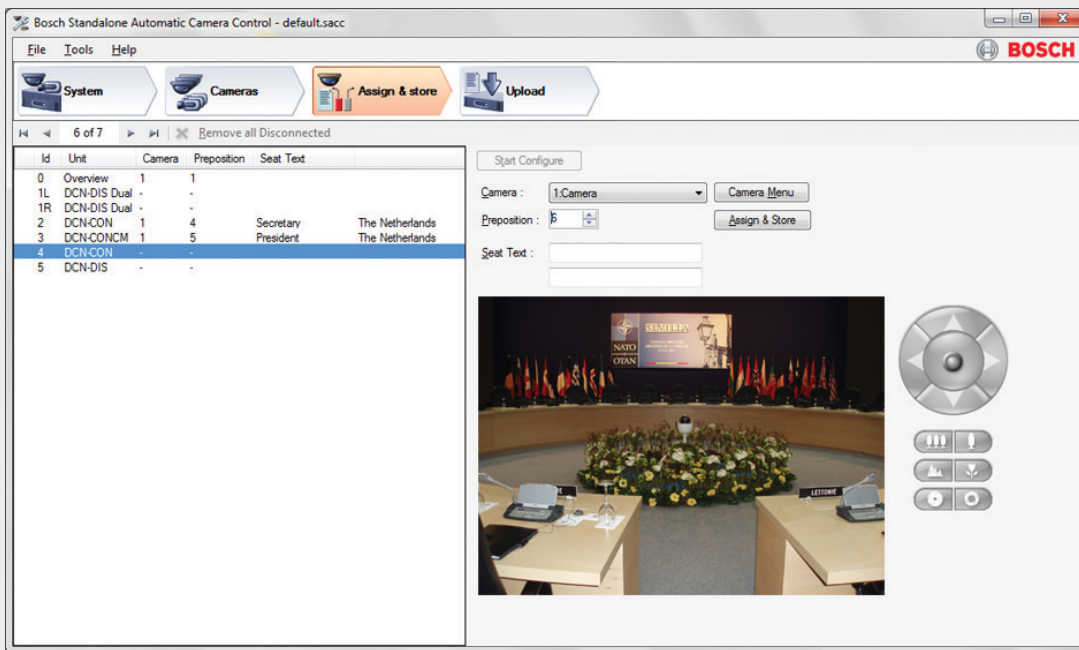 Bosch Standalone Automatic Camera Control - default.sacc
File Tools Help
BOSCH
System
Cameras
Assign & store
Upload
6 of 7 Remove all Disconnected
Id Unit Camera Preposition Seat Text
0 Overview 1 1
1L DCN-DIS Dual - -
1R DCN-DIS Dual - -
2 DCN-CON 1 4 Secretary The Netherlands
3 DCN-CONCM 1 5 President The Netherlands
4 DCN-CON - -
5 DCN-DIS - -
Start Configure
Camera : 1:Camera Camera Menu
Preposition : 6 Assign & Store
Seat Text :
SEVILLA
NATO
OTAN
LETTONIE